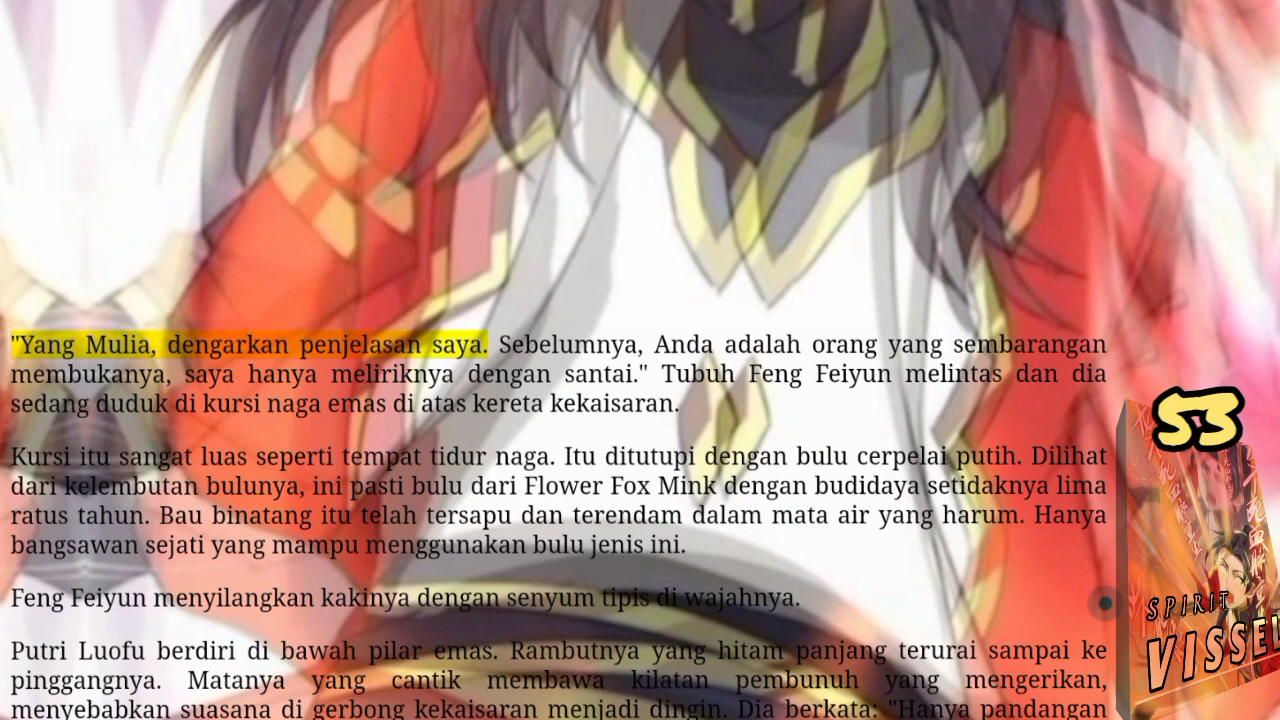 "Yang Mulia, dengarkan penjelasan saya. Sebelumnya, Anda adalah orang yang sembarangan
membukanya, saya hanya meliriknya dengan santai." Tubuh Feng Feiyun melintas dan dia
sedang duduk di kursi naga emas di atas kereta kekaisaran.
Kursi itu sangat luas seperti tempat tidur naga. Itu ditutupi dengan bulu cerpelai putih. Dilihat
dari kelembutan bulunya, ini pasti bulu dari Flower Fox Mink dengan budidaya setidaknya lima
ratus tahun. Bau binatang itu telah tersapu dan terendam dalam mata air yang harum. Hanya
bangsawan sejati yang mampu menggunakan bulu jenis ini.
Feng Feiyun menyilangkan kakinya dengan senyum tipis di wajahnya.
Putri Luofu berdiri di bawah pilar emas. Rambutnya yang hitam panjang terurai sampai ke
pinggangnya. Matanya yang cantik membawa kilatan pembunuh yang mengerikan,
menyebabkan suasana di gerbong kekaisaran menjadi dingin. Dia berkata: "Hanya pandangan
53
SPIRIT
VISSEL